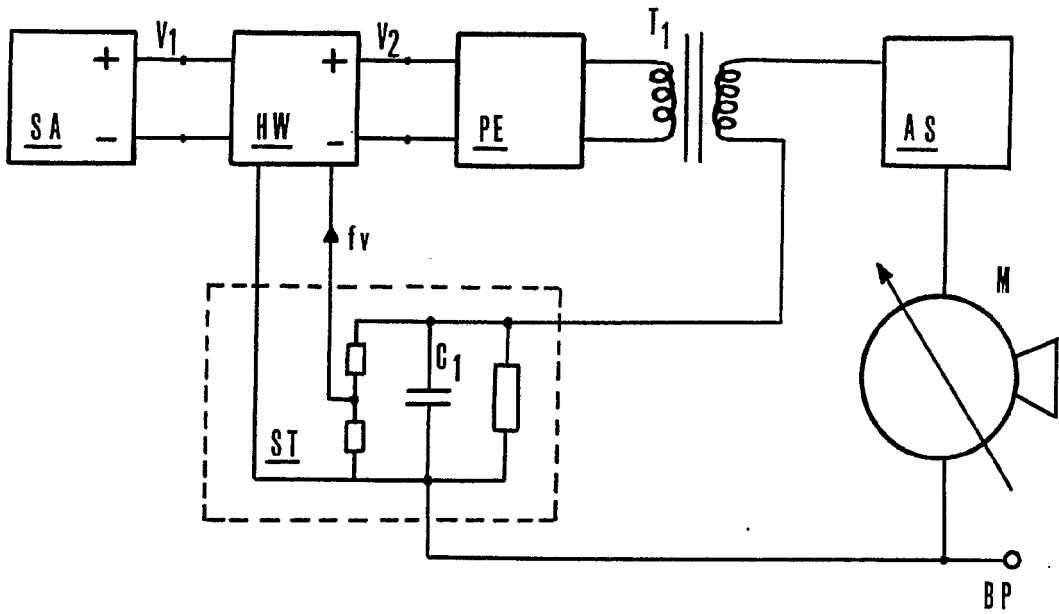 V1
V2
T1
+
+
SA
-
HW
-
PE
AS
fv
M
C1
ST
BP